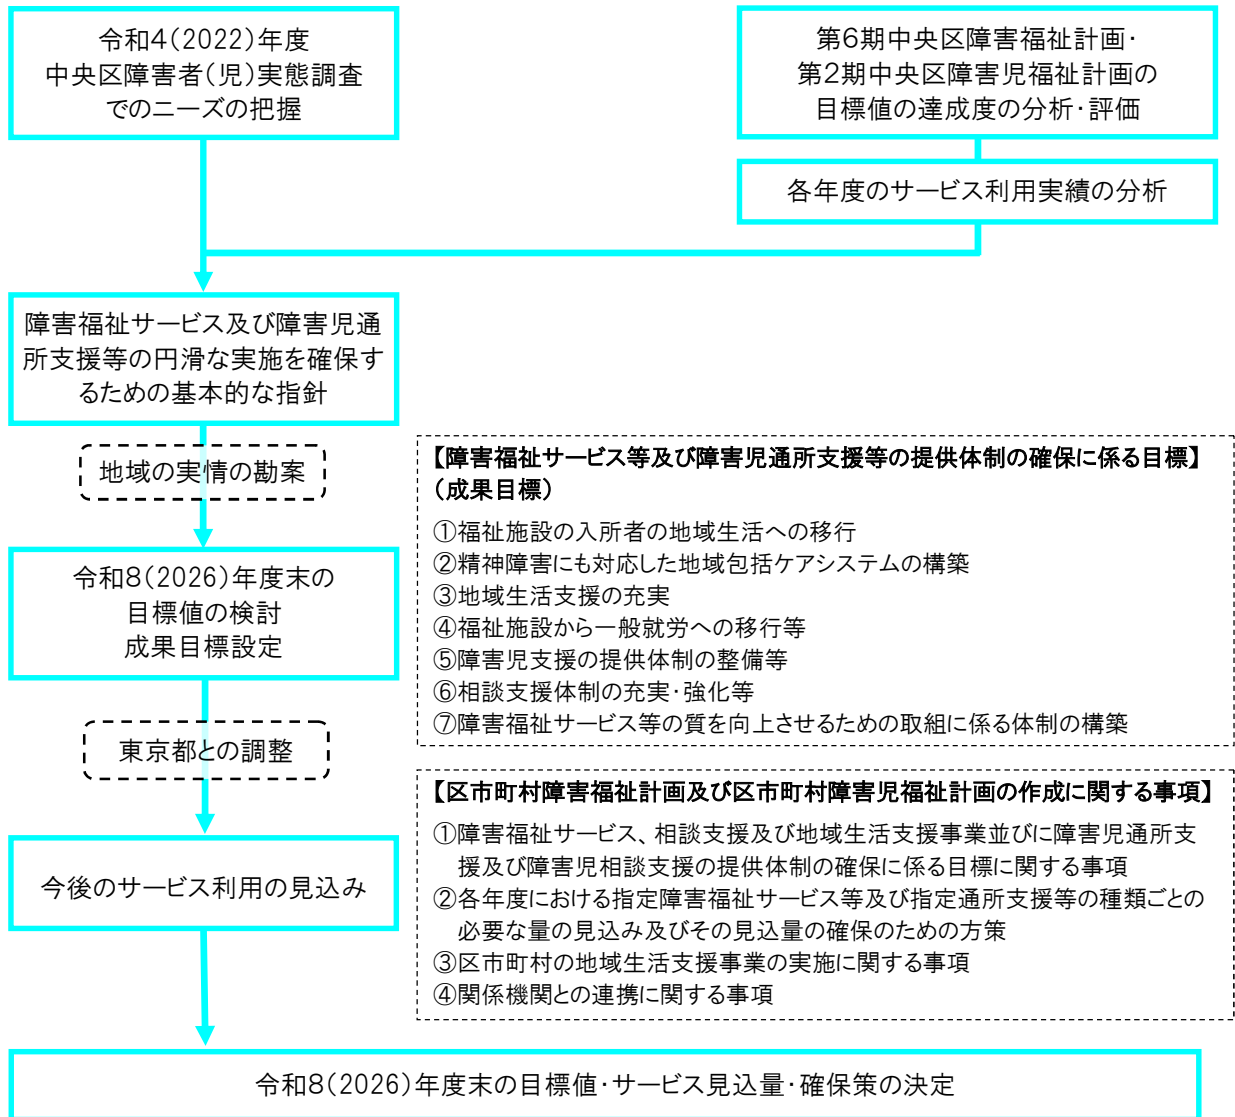 令和4(2022)年度
中央区障害者(児)実態調査
でのニーズの把握
第6期中央区障害福祉計画・
第2期中央区障害児福祉計画の
目標値の達成度の分析・評価
各年度のサービス利用実績の分析
障害福祉サービス及び障害児通
所支援等の円滑な実施を確保す
るための基本的な指針
地域の実情の勘案
令和8(2026)年度末の
目標値の検討
成果目標設定
東京都との調整
今後のサービス利用の見込み
【障害福祉サービス等及び障害児通所支援等の提供体制の確保に係る目標】
(成果目標)
①福祉施設の入所者の地域生活への移行
②精神障害にも対応した地域包括ケアシステムの構築
③地域生活支援の充実
④福祉施設から一般就労への移行等
⑤障害児支援の提供体制の整備等
⑥相談支援体制の充実・強化等
⑦障害福祉サービス等の質を向上させるための取組に係る体制の構築
【区市町村障害福祉計画及び区市町村障害児福祉計画の作成に関する事項】
①障害福祉サービス、相談支援及び地域生活支援事業並びに障害児通所支
援及び障害児相談支援の提供体制の確保に係る目標に関する事項
②各年度における指定障害福祉サービス等及び指定通所支援等の種類ごとの
必要な量の見込み及びその見込量の確保のための方策
③区市町村の地域生活支援事業の実施に関する事項
④関係機関との連携に関する事項
令和8(2026)年度末の目標値・サービス見込量・確保策の決定